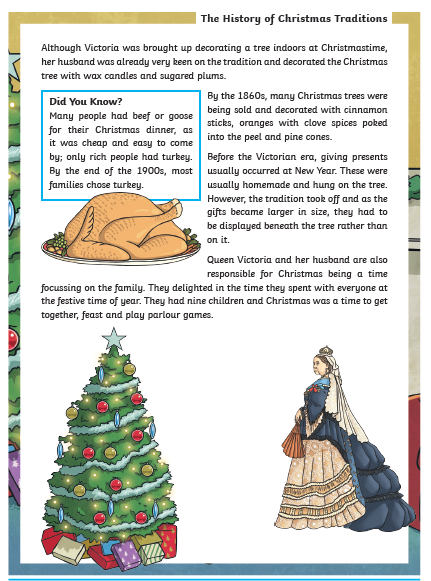 The History of Christmas Traditions
Although Victoria was brought up decorating a tree indoors at Christmastime,
her husband was already very keen on the tradition and decorated the Christmas
tree with wax candles and sugared plums.
Did You Know?
Many people had beef or goose
for their Christmas dinner, as
it was cheap and easy to come
by; only rich people had turkey.
By the end of the 1900s, most
families chose turkey.
By the 1860s, many Christmas trees were
being sold and decorated with cinnamon
sticks, oranges with clove spices poked
into the peel and pine cones.
Before the Victorian era, giving presents
usually occurred at New Year. These were
usually homemade and hung on the tree.
However, the tradition took off and as the
gifts became larger in size, they had to
be displayed beneath the tree rather than
on it.
Queen Victoria and her husband are also
responsible for Christmas being a time
focussing on the family. They delighted in the time they spent with everyone at
the festive time of year. They had nine children and Christmas was a time to get
together, feast and play parlour games.